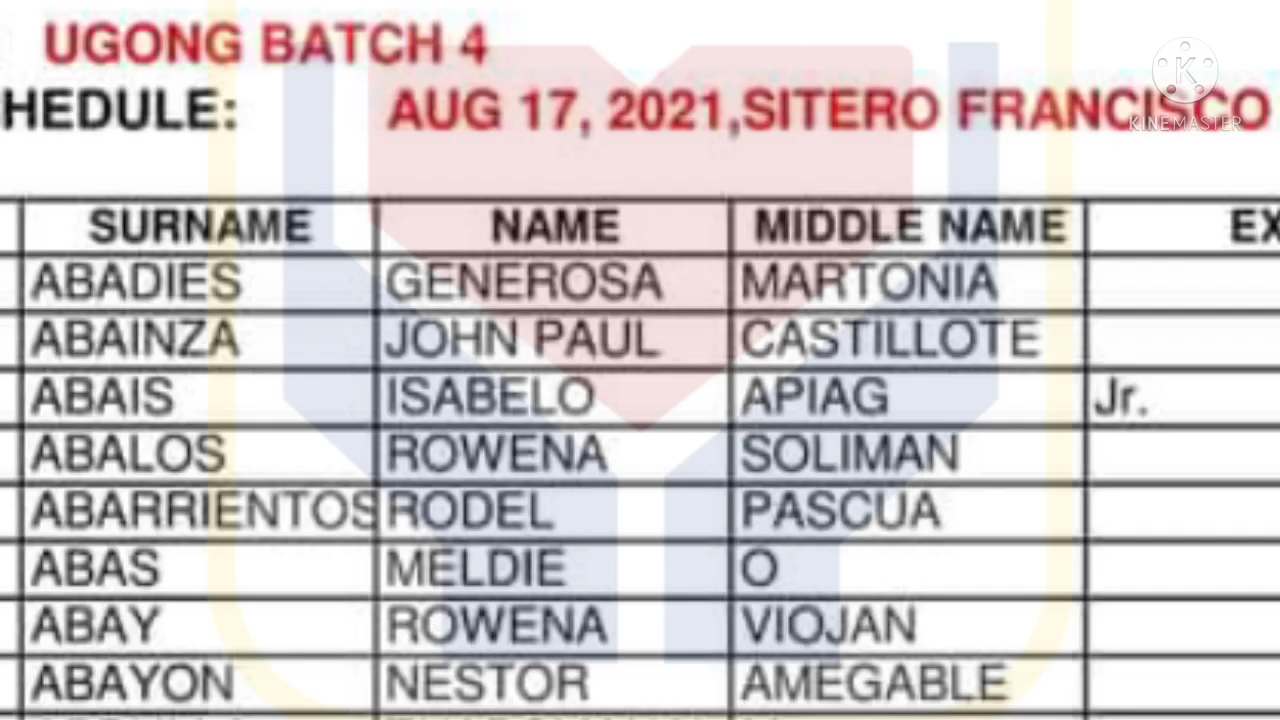 UGONG BATCH 4
HEDULE: AUG 17, 2021,SITERO FRANCISCO
KINEMASTER
SURNAME NAME MIDDLE NAME EX
ABADIES GENEROSA MARTONIA
ABAINZA JOHN PAUL CASTILLOTE
ABAIS ISABELO APIAG Jr.
ABALOS ROWENA SOLIMAN
ABARRIENTOS RODEL PASCUA
ABAS MELDIE O
ABAY ROWENA VIOJAN
ABAYON NESTOR AMEGABLE